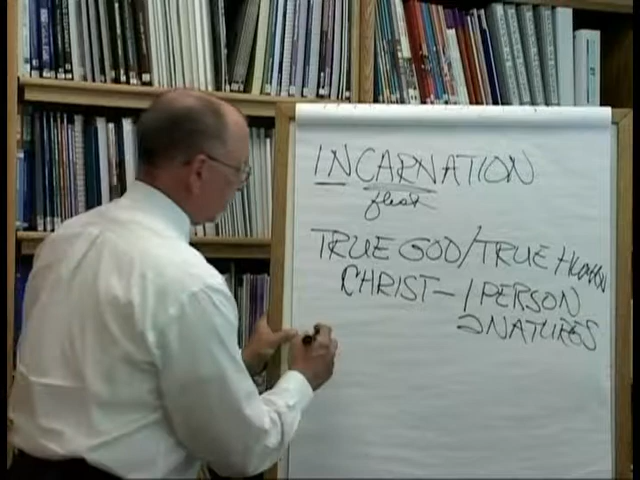 INCARNATION
flesh
TRUE GOD/TRUE HUMAN
CHRIST-1 PERSON
2 NATURES